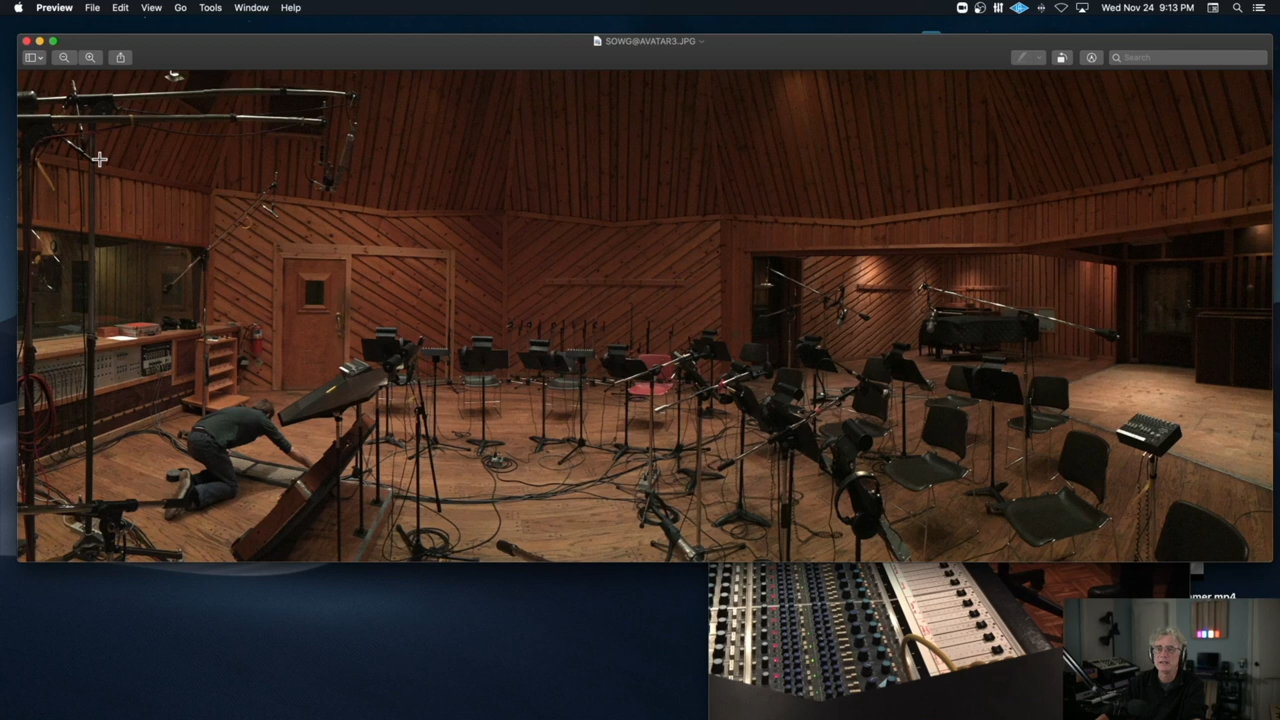 Preview File Edit View Go Tools Window Help Wed Nov 24 9:13 PM
SOWG@AVATAR3.JPG
Search
amer.mp4